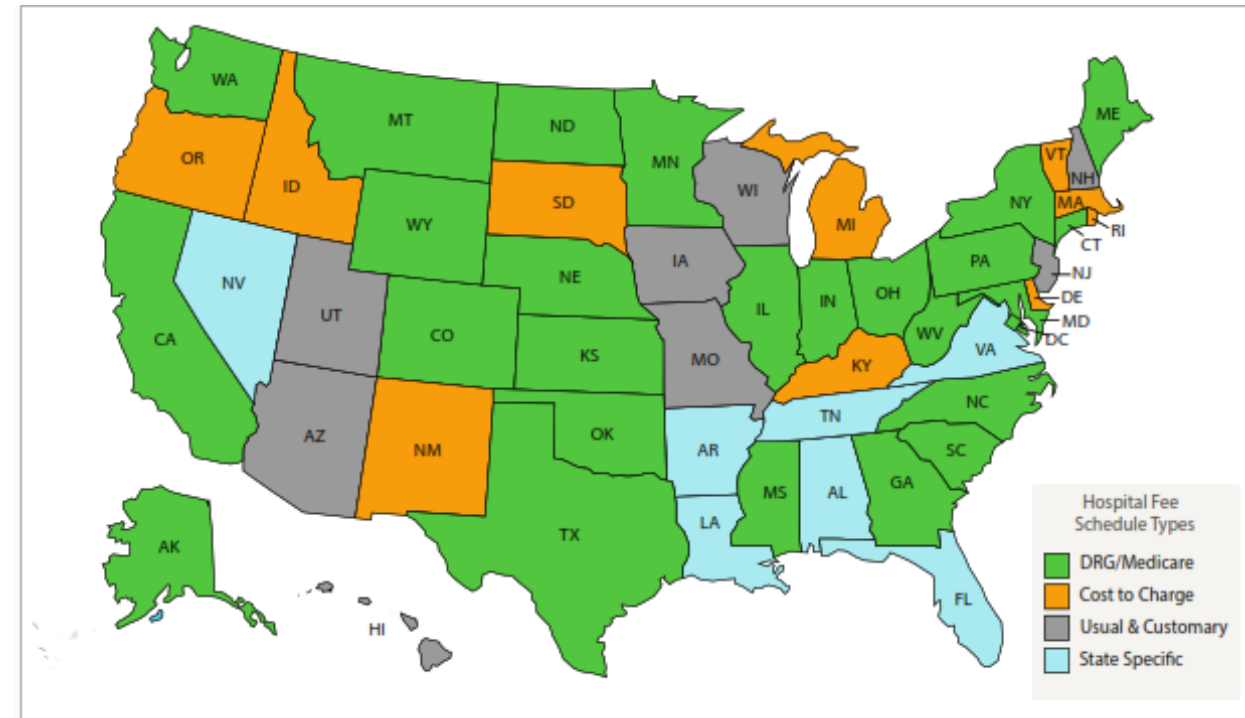 WA
MT
ND
MN
ME
OR
ID
SD
WI
MI
VT
NH
NY
MA
RI
CT
WY
NV
UT
CO
NE
IA
IL
IN
OH
PA
NJ
DE
MD
DC
WV
VA
CA
KS
MO
KY
AZ
NM
OK
AR
TN
NC
SC
TX
LA
MS
AL
GA
FL
AK
HI
Hospital Fee
Schedule Types
DRG/Medicare
Cost to Charge
Usual & Customary
State Specific